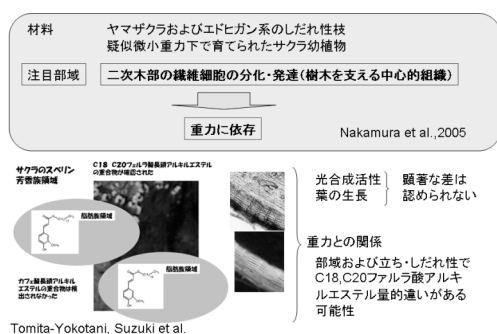 材料
ヤマザクラおよびエドヒガン系のしだれ性枝
疑似微小重力下で育てられたサクラ幼植物
注目部域
二次木部の繊維細胞の分化・発達(樹木を支える中心的組織)
重力に依存
Nakamura et al.,2005
サクラのスベリン
芳香族領域
C18 C20フェルラ酸長鎖アルキルエステル
の重合物が確認された
脂肪族領域
カフェ酸長鎖アルキル
エステルの重合物は検
出されなかった
脂肪族領域
光合成活性
葉の生長
顕著な差は
認められない
重力との関係
部域および立ち・しだれ性で
C18,C20ファルラ酸アルキ
ルエステル量的違いがある
可能性
Tomita-Yokotani, Suzuki et al.